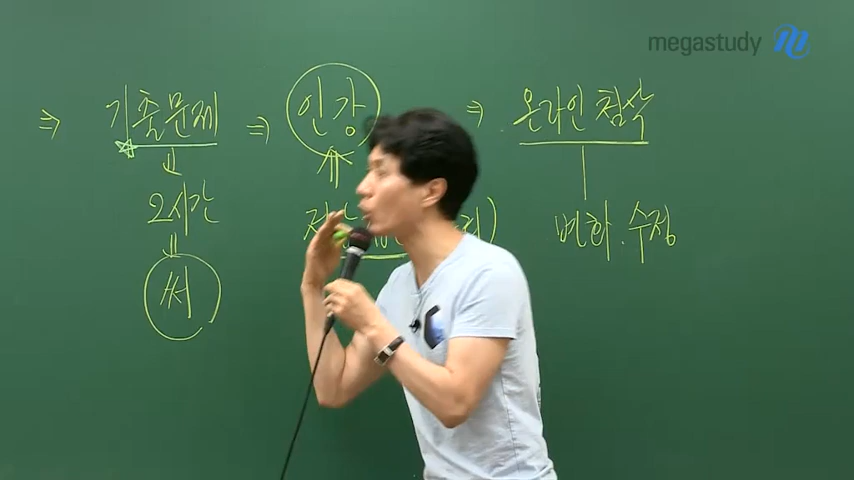 megastudy
⇒ 기출문제 ⇒ 인강 ⇒ 온라인 첨삭
2시간
변화·수정
써